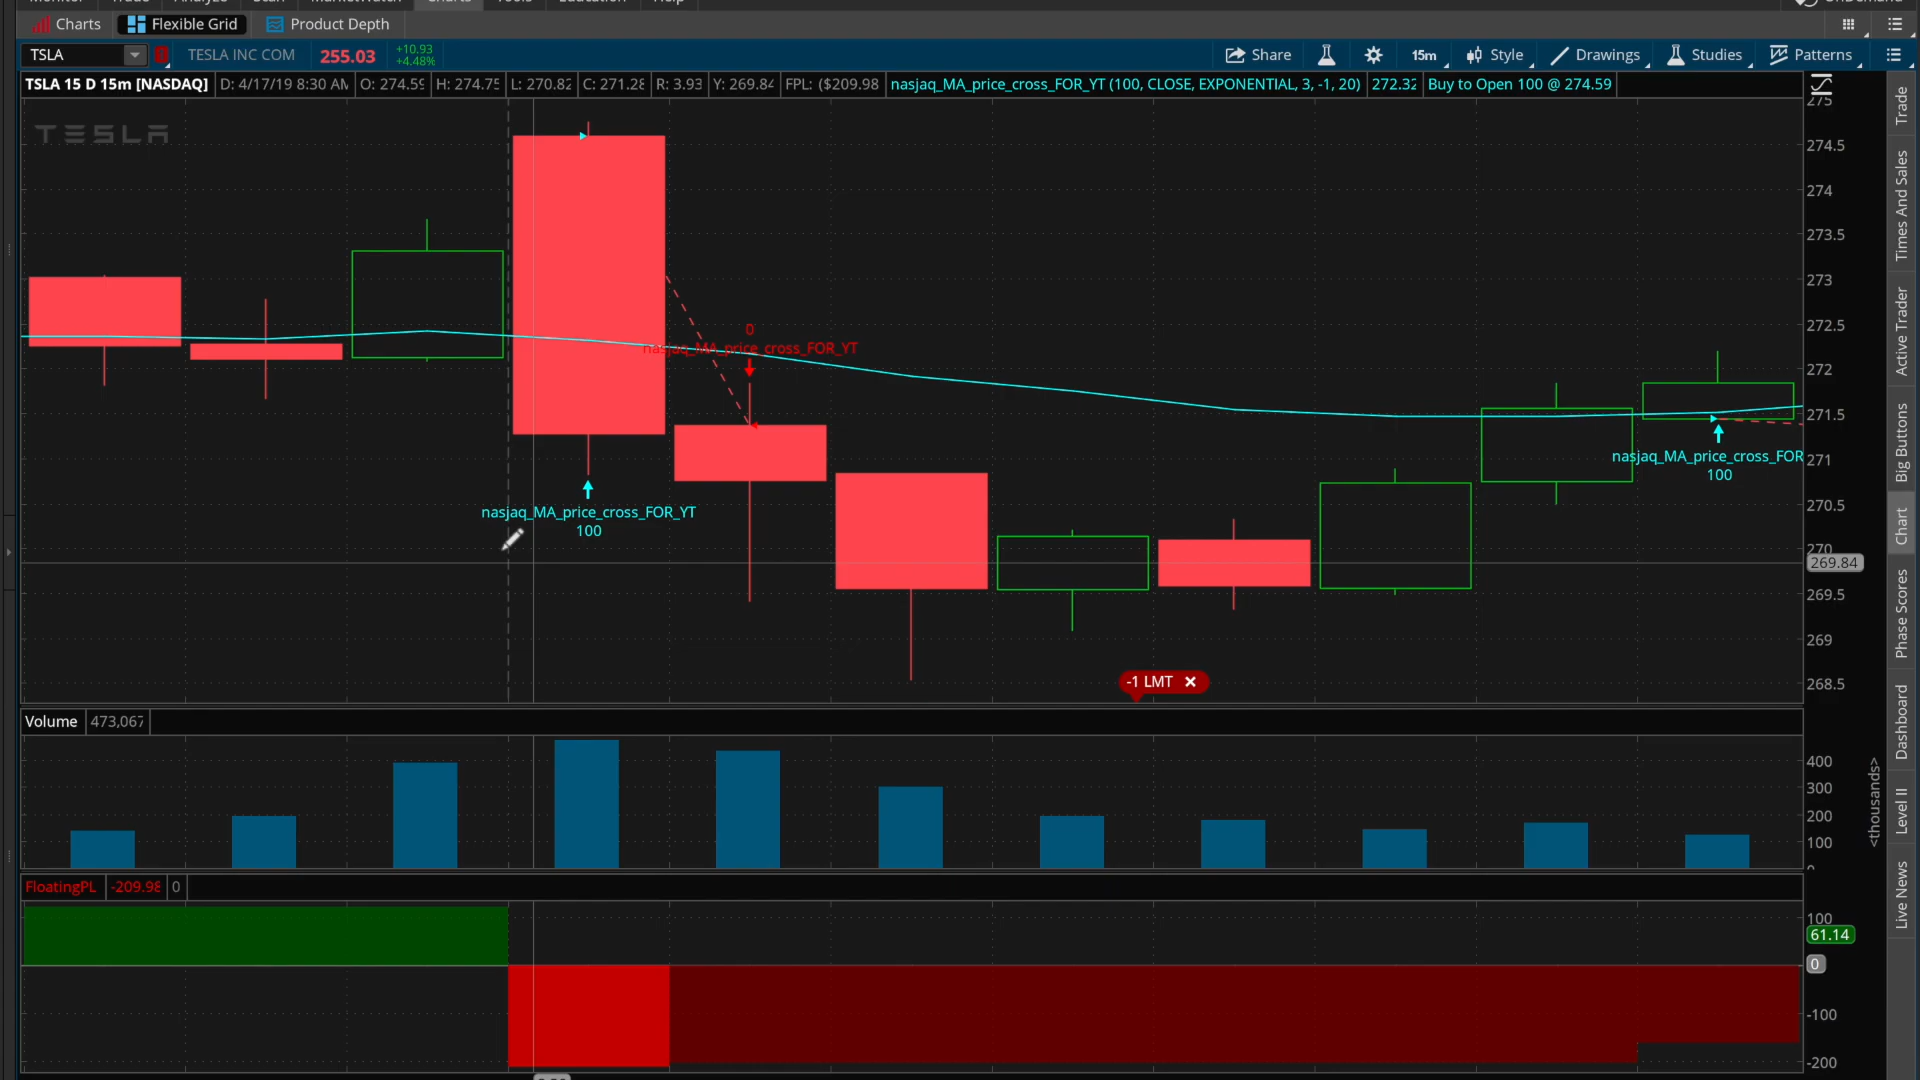 Charts Flexible Grid Product Depth
TSLA TESLA INC COM 255.03 +10.93 +4.48% Share 15m Style Drawings Studies Patterns
TSLA 15 D 15m [NASDAQ] D: 4/17/19 8:30 AM O: 274.59 H: 274.75 L: 270.82 C: 271.28 R: 3.93 Y: 269.84 FPL: ($209.98 nasjaq_MA_price_cross_FOR_YT (100, CLOSE, EXPONENTIAL, 3, -1, 20) 272.32 Buy to Open 100 @ 274.59
TESLA
275
274.5
274
273.5
273
272.5
272
271.5
271
270.5
270
269.84
269.5
269
268.5
0
nasjaq_MA_price_cross_FOR_YT
nasjaq_MA_price_cross_FOR_YT
100
nasjaq_MA_price_cross_FOR
100
-1 LMT
Volume 473,067
400
300
200
100
<thousands>
FloatingPL -209.98 0
100
61.14
0
-100
-200
Trade
Times And Sales
Active Trader
Big Buttons
Chart
Phase Scores
Dashboard
Level II
Live News